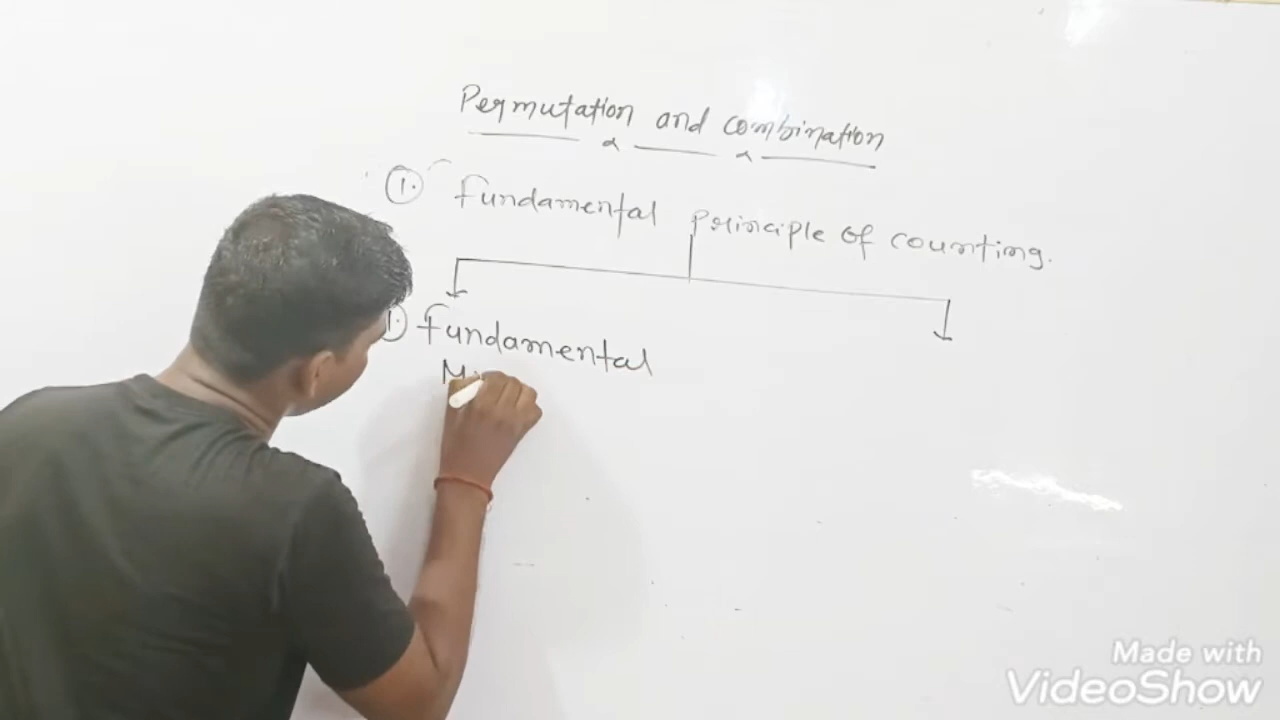 Permutation and combination
①. fundamental principle of counting.
①. fundamental
Made with
VideoShow